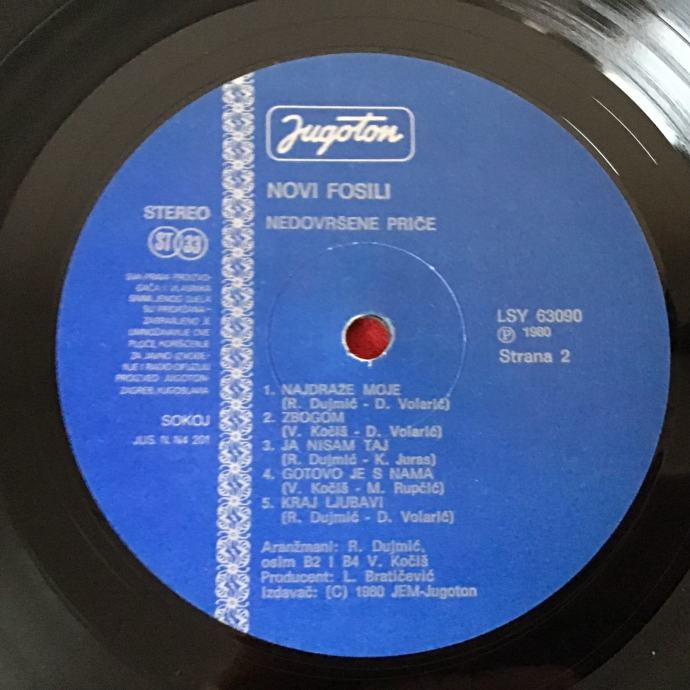 Jugoton
NOVI FOSILI
NEDOVRŠENE PRIČE
STEREO
ST 33
SVA PRAVA PROIZVO-
ĐAČA I VLASNIKA
SNIMLJENOG DJELA
SU PRIDRŽANA -
ZABRANJENO JE
UMNOŽAVANJE OVE
PLOČE, KORIŠĆENJE
ZA JAVNO IZVOĐE-
NJE I RADIO DIFUZIJU
PROIZVED JUGOTON-
ZAGREB, JUGOSLAVIA
SOKOJ
JUS. N. N4 201
LSY 63090
Ⓟ 1980
Strana 2
1. NAJDRAŽE MOJE
(R. Dujmić - D. Volarić)
2. ZBOGOM
(V. Kočiš - D. Volarić)
3. JA NISAM TAJ
(R. Dujmić - K. Juras)
4. GOTOVO JE S NAMA
(V. Kočiš - M. Rupčić)
5. KRAJ LJUBAVI
(R. Dujmić - D. Volarić)
Aranžmani: R. Dujmić,
osim B2 i B4 V. Kočiš
Producent: L. Bratičević
Izdavač: (C) 1980 JEM-Jugoton